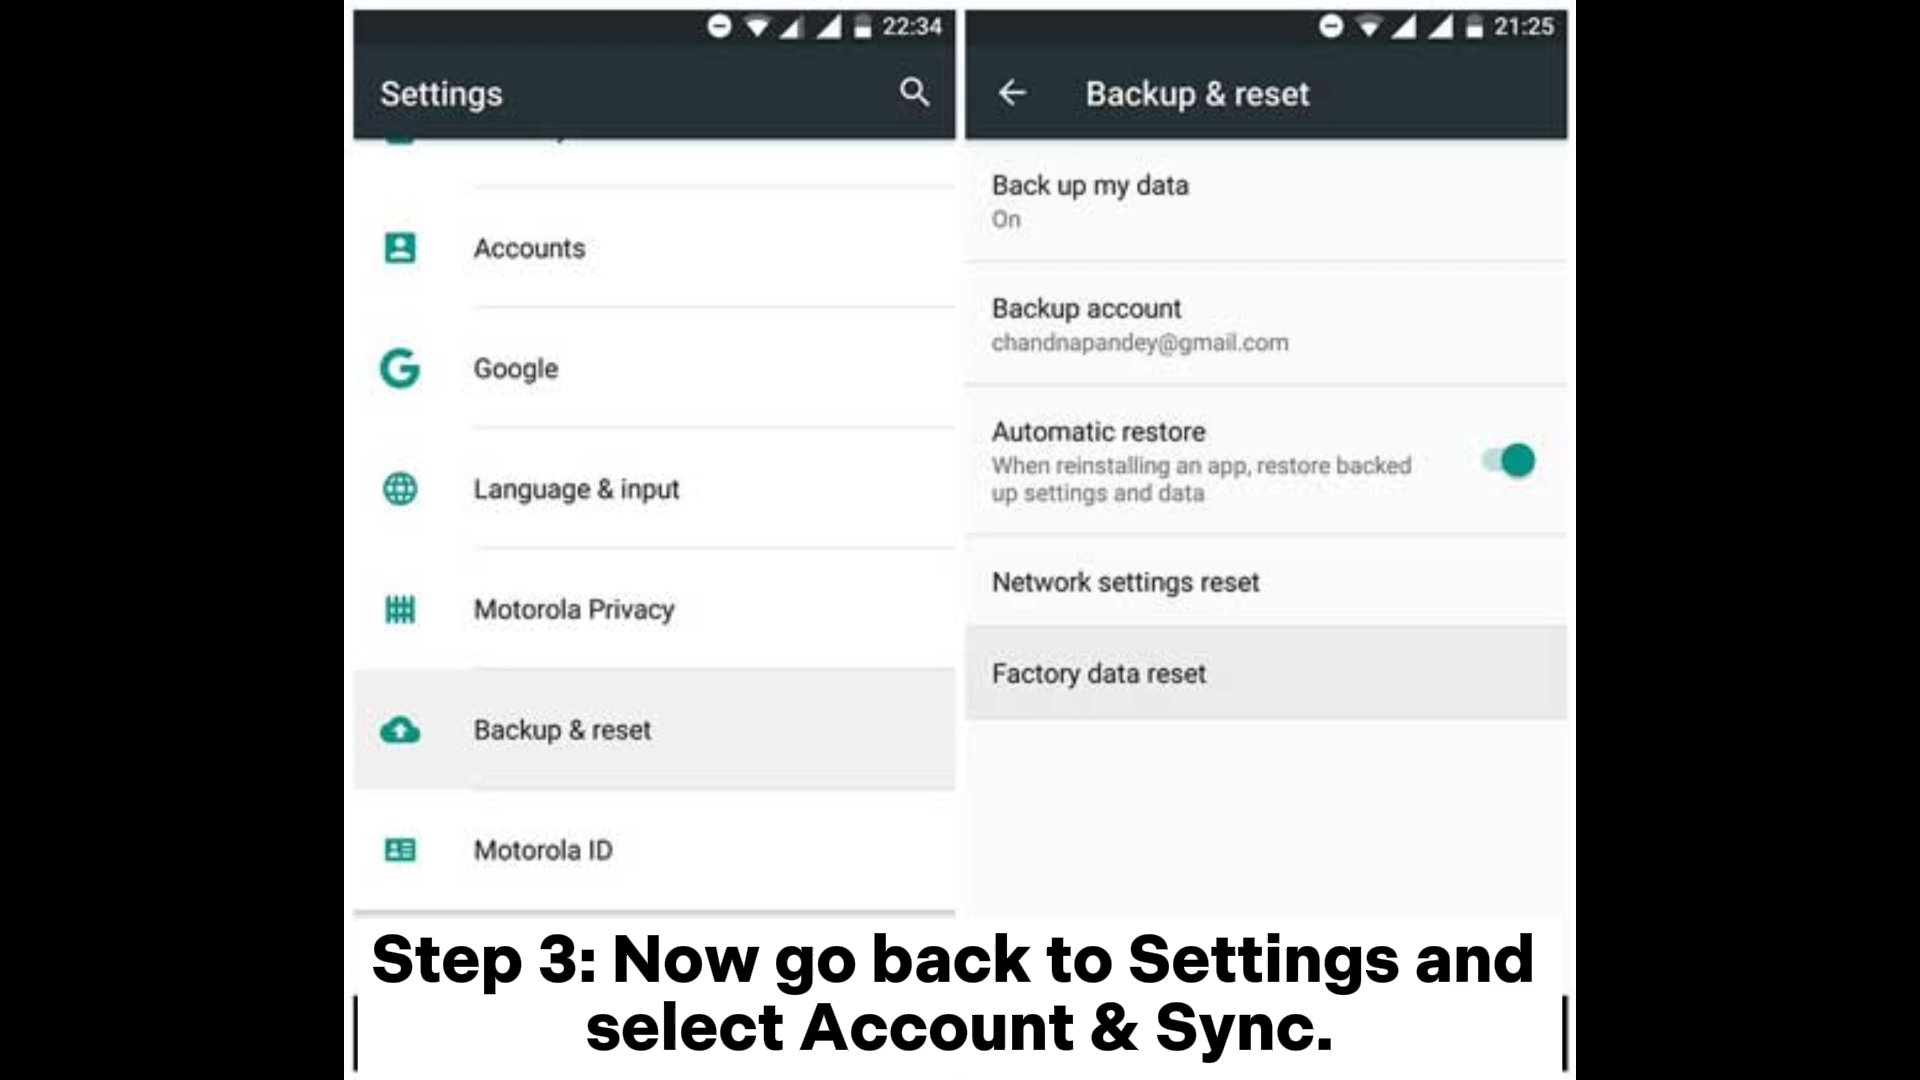 22:34
Settings
Accounts
Google
Language & input
Motorola Privacy
Backup & reset
Motorola ID
21:25
Backup & reset
Back up my data
On
Backup account
chandnapandey@gmail.com
Automatic restore
When reinstalling an app, restore backed
up settings and data
Network settings reset
Factory data reset
Step 3: Now go back to Settings and
select Account & Sync.